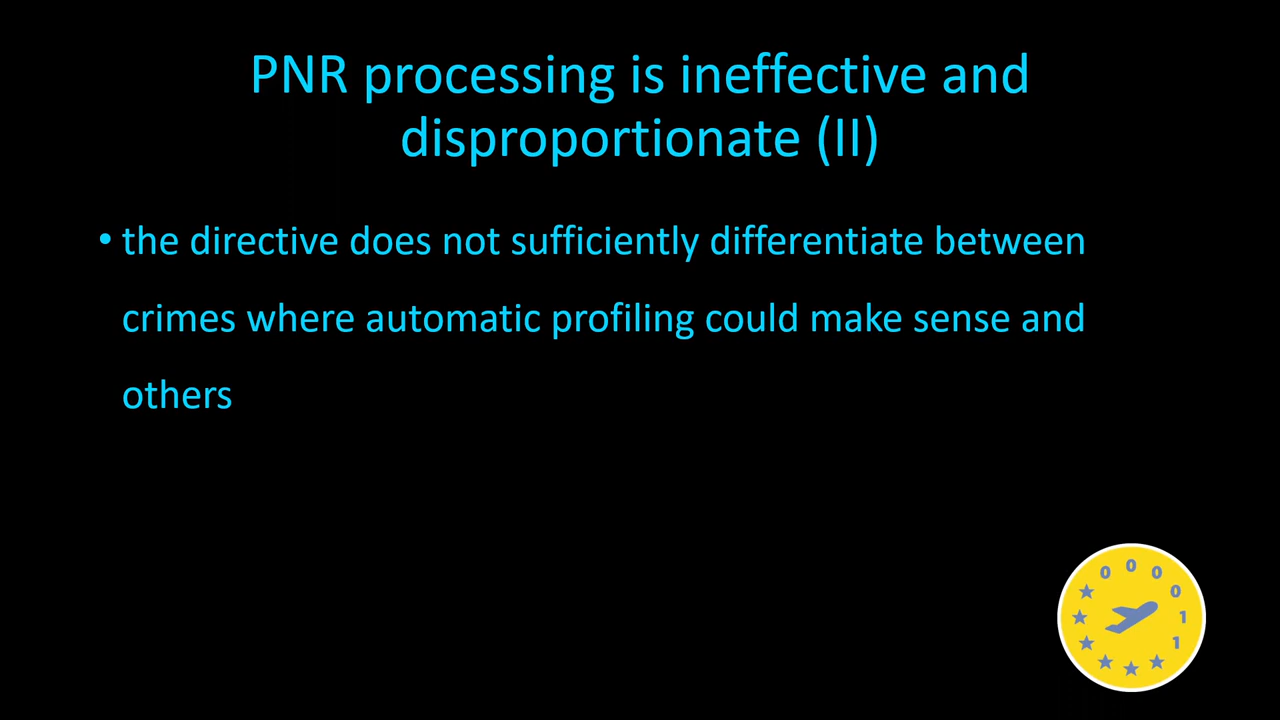 PNR processing is ineffective and
disproportionate (II)
• the directive does not sufficiently differentiate between
crimes where automatic profiling could make sense and
others
0 0 0 0 1 1